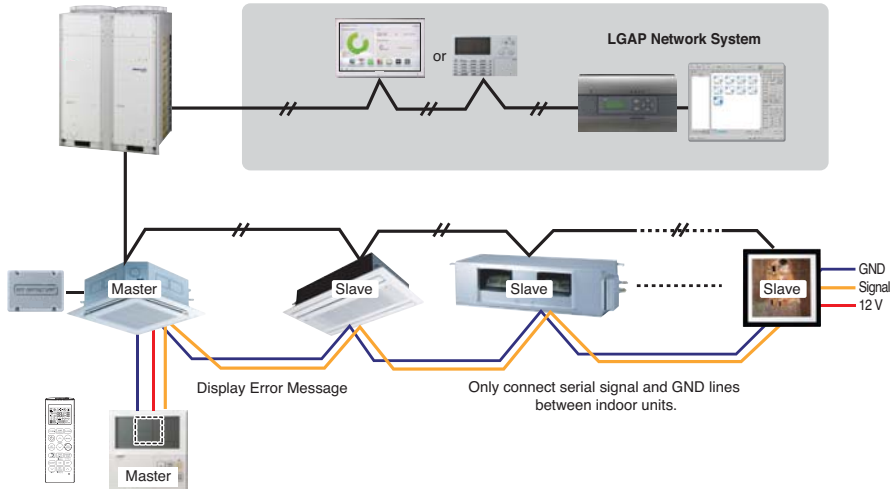 LGAP Network System
or
Master
Slave
Slave
Slave
GND
Signal
12 V
Display Error Message
Only connect serial signal and GND lines
between indoor units.
Master